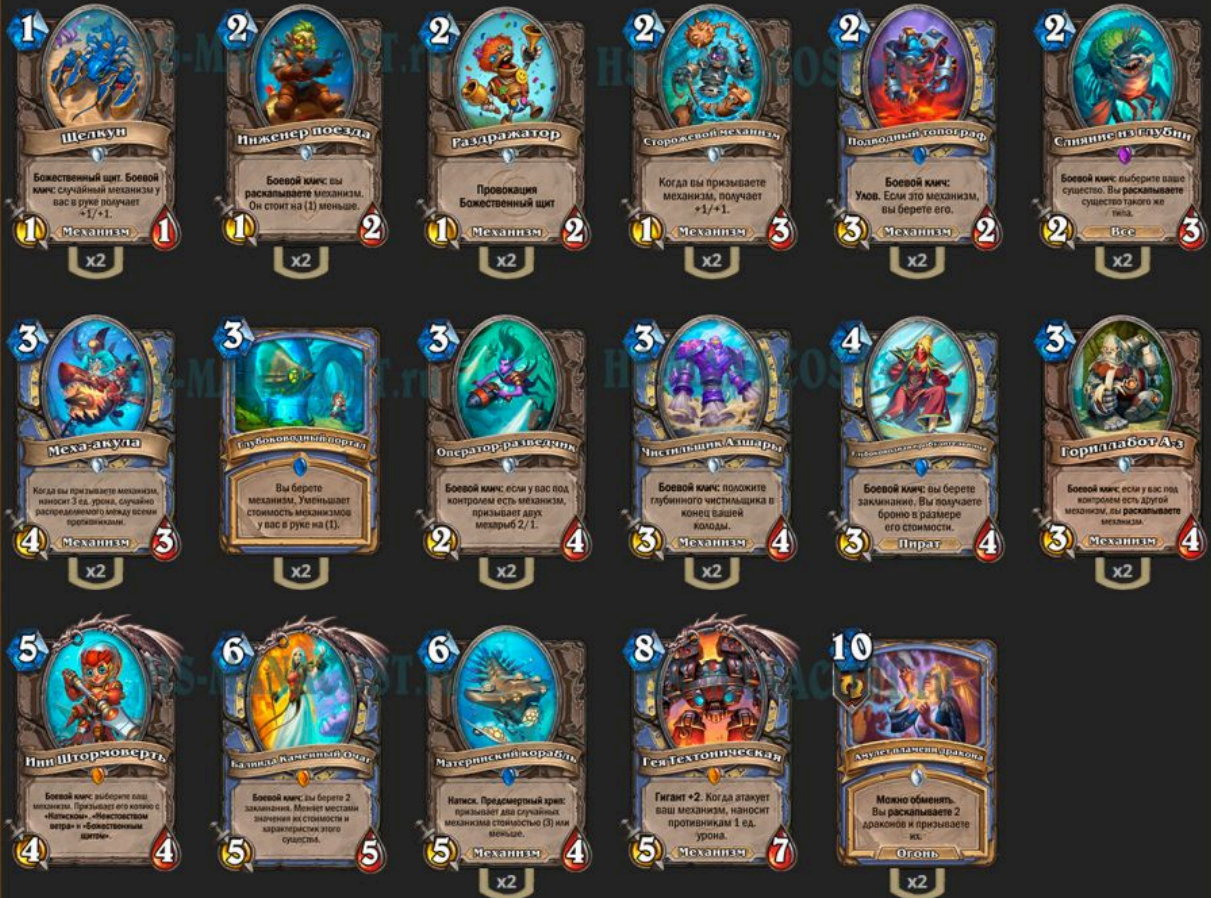 1
Щелкун
Божественный щит. Боевой
клич: случайный механизм у
вас в руке получает
+1/+1.
1
Механизм
1
x2
2
Инженер поезда
Боевой клич: вы
раскапываете механизм.
Он стоит на (1) меньше.
1
2
x2
2
Раздражатор
Провокация
Божественный щит
1
Механизм
2
x2
2
Сторожевой механизм
Когда вы призываете
механизм, получает
+1/+1.
1
Механизм
3
x2
2
Подводный топограф
Боевой клич:
Улов. Если это механизм,
вы берете его.
3
Механизм
2
x2
2
Слияние из глубин
Боевой клич: выберите ваше
существо. Вы раскапываете
существо такого же
типа.
2
Все
3
x2
3
Меха-акула
Когда вы призываете механизм,
наносит 3 ед. урона, случайно
распределяемого между всеми
противниками.
4
Механизм
3
x2
3
Глубоководный портал
Вы берете
механизм. Уменьшает
стоимость механизмов
у вас в руке на (1).
x2
3
Оператор-разведчик
Боевой клич: если у вас под
контролем есть механизм,
призывает двух
мехарыб 2/1.
2
4
x2
3
Чистильщик Азшары
Боевой клич: положите
глубинного чистильщика в
конец вашей
колоды.
3
Механизм
4
x2
4
Боевой клич: вы берете
заклинание. Вы получаете
броню в размере
его стоимости.
3
Пират
4
3
Гориллабот А-3
Боевой клич: если у вас под
контролем есть другой
механизм, вы раскапываете
механизм.
3
Механизм
4
x2
5
Ини Штормоверть
Боевой клич: выберите ваш
механизм. Призывает его копию с
«Натиском», «Неистовством
ветра» и «Божественным
щитом».
4
4
6
Балинда Каменный Очаг
Боевой клич: вы берете 2
заклинания. Меняет местами
значения их стоимости и
характеристик этого
существа.
5
5
6
Материнский корабль
Натиск. Предсмертный хрип:
призывает два случайных
механизма стоимостью (3) или
меньше.
5
Механизм
4
x2
8
Гея Техтоническая
Гигант +2. Когда атакует
ваш механизм, наносит
противникам 1 ед.
урона.
5
Механизм
7
10
Амулет пламени дракона
Можно обменять.
Вы раскапываете 2
драконов и призываете
их.
Огонь
x2